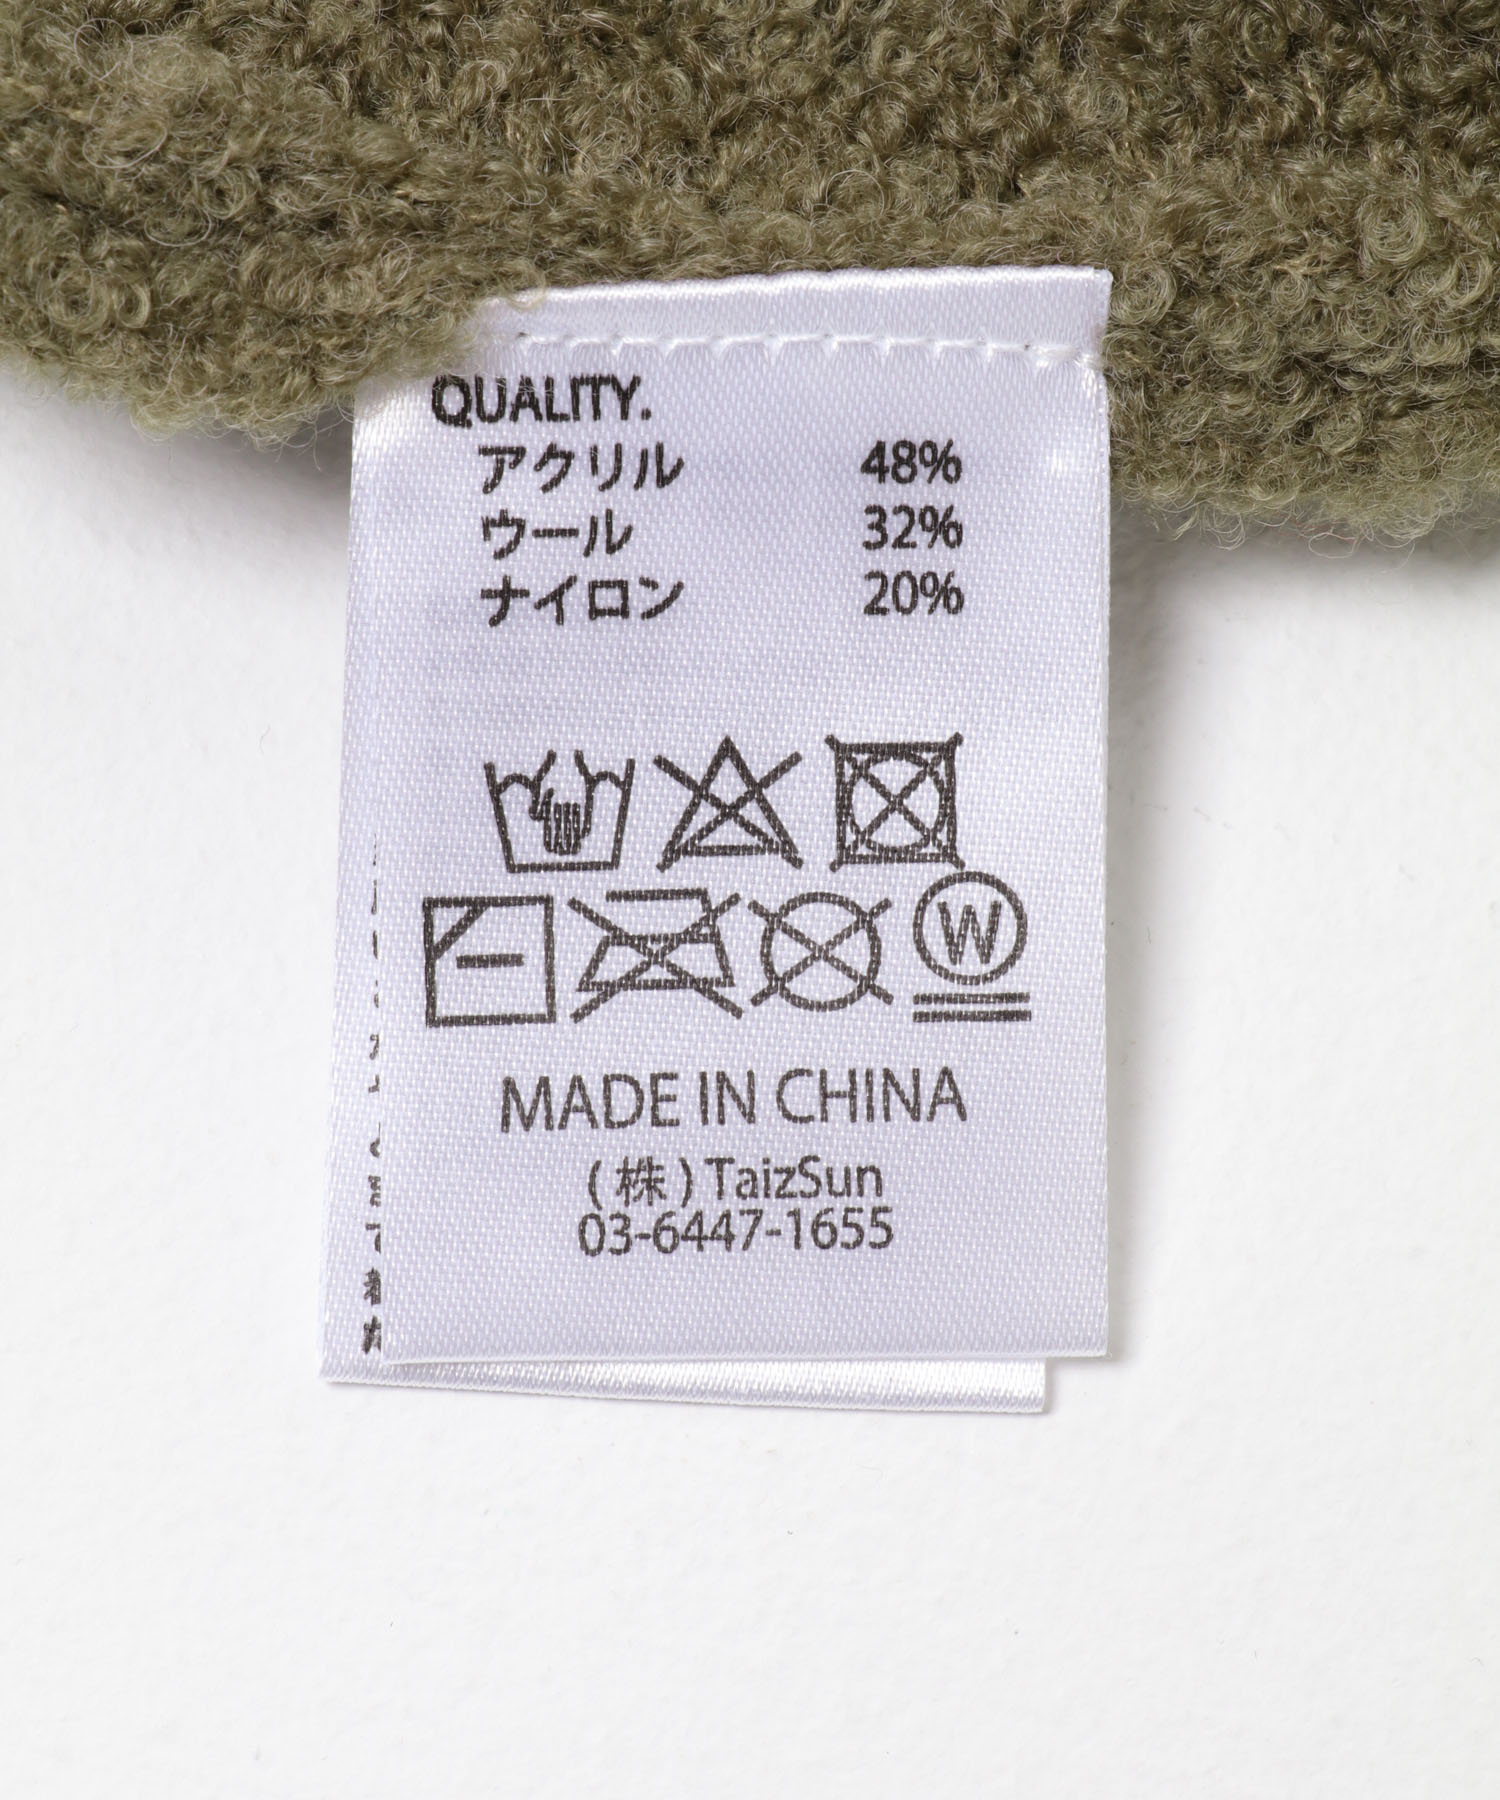 QUALITY.
アクリル 48%
ウール 32%
ナイロン 20%
W
MADE IN CHINA
(株) TaizSun
03-6447-1655